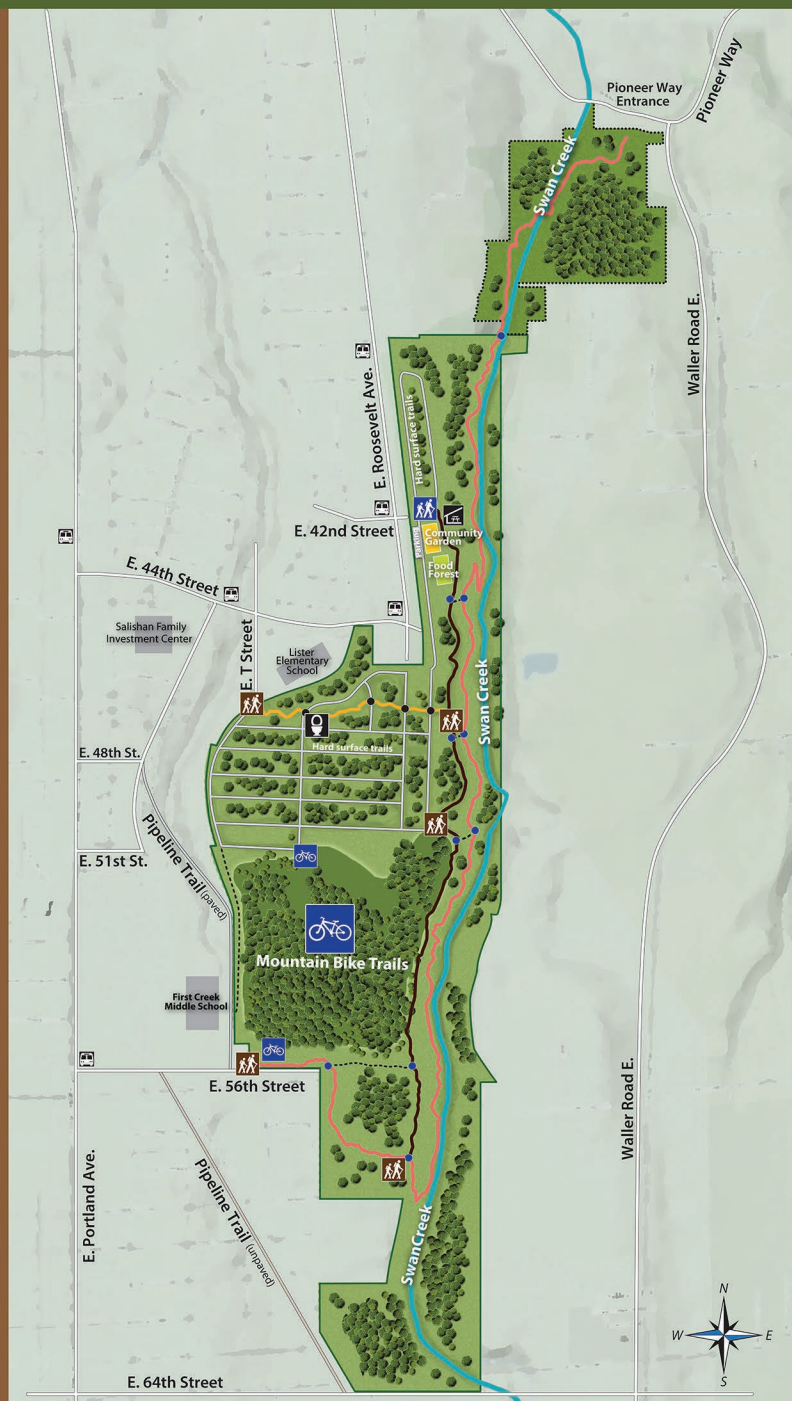 Pioneer Way
Entrance
Pioneer Way
Swan Creek
Waller Road E.
E. Roosevelt Ave.
Hard surface trails
E. 42nd Street
Parking
Community
Garden
Food
Forest
E. 44th Street
Salishan Family
Investment Center
E. T Street
Lister
Elementary
School
Swan Creek
Hard surface trails
E. 48th St.
Pipeline Trail (paved)
E. 51st St.
Mountain Bike Trails
First Creek
Middle School
E. 56th Street
Waller Road E.
E. Portland Ave.
Pipeline Trail (unpaved)
SwanCreek
N
W
E
S
E. 64th Street